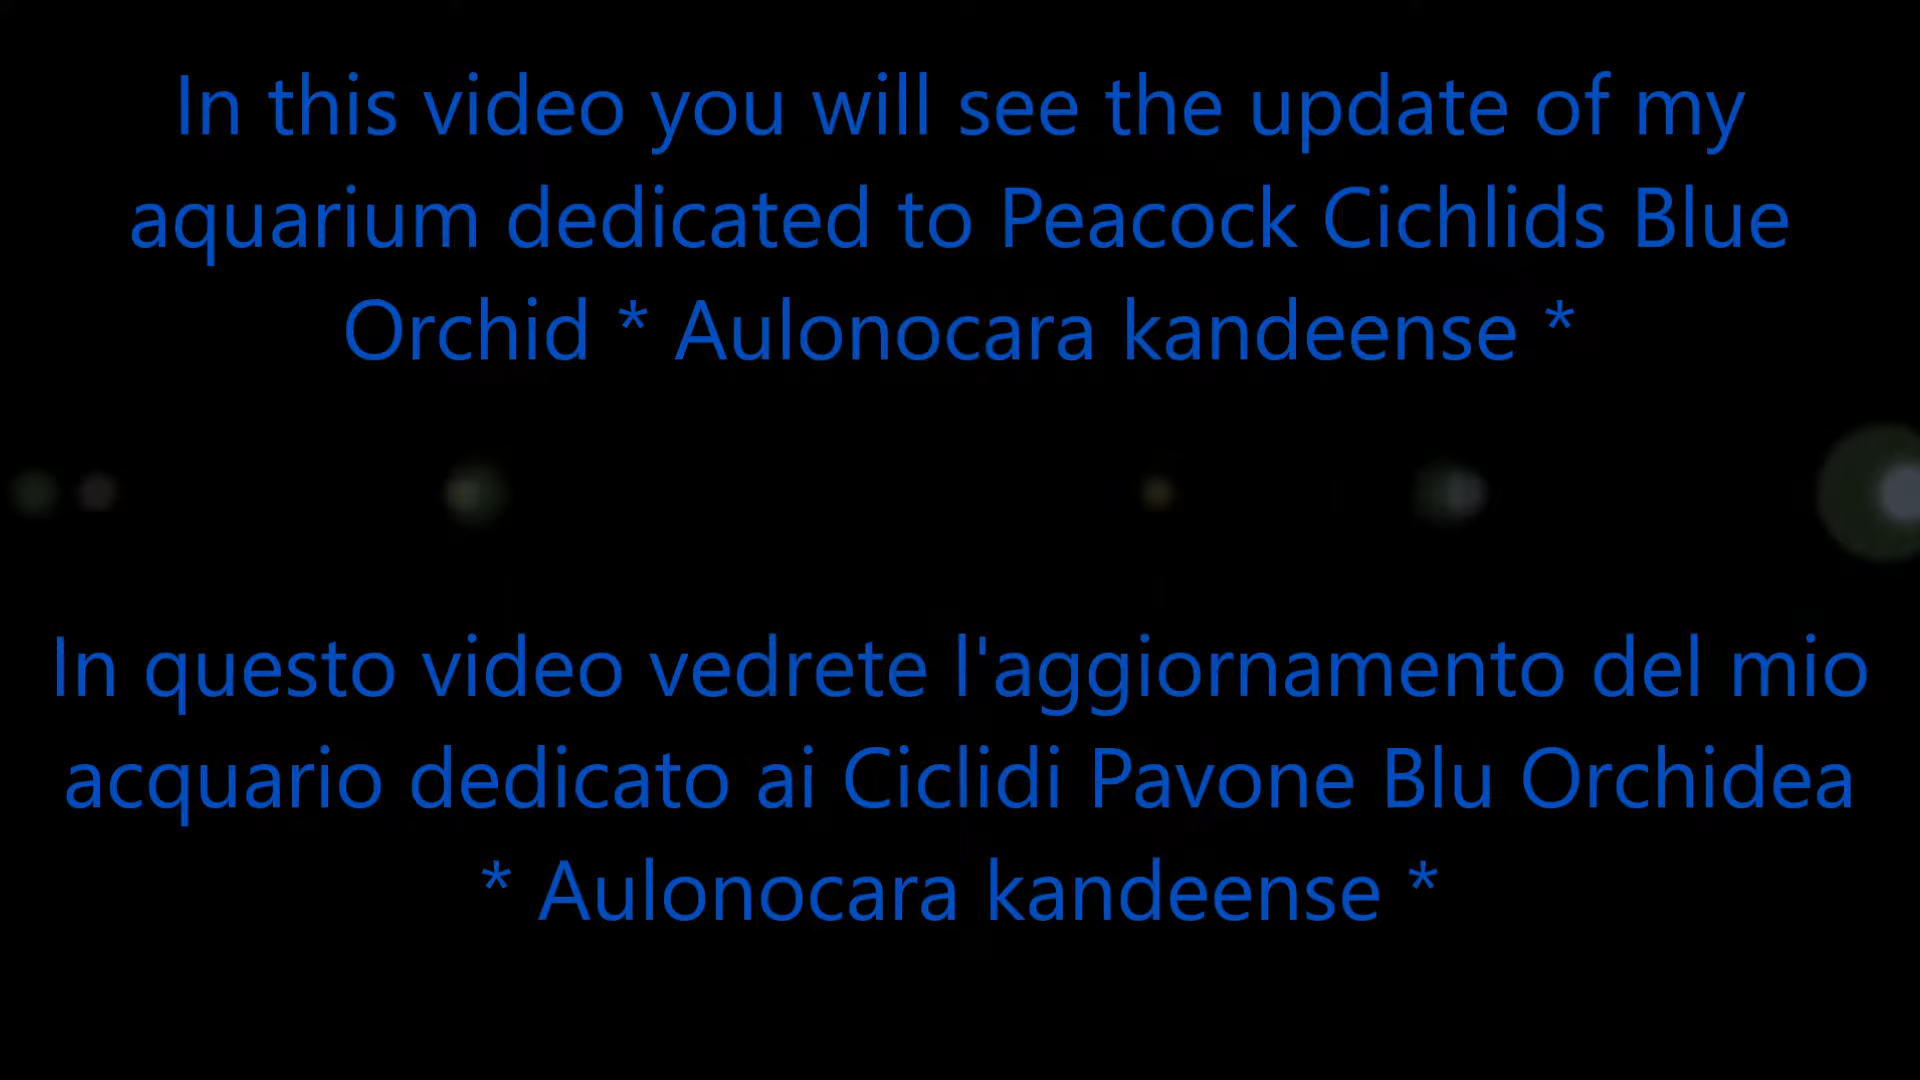 In this video you will see the update of my
aquarium dedicated to Peacock Cichlids Blue
Orchid * Aulonocara kandeense *
In questo video vedrete l'aggiornamento del mio
acquario dedicato ai Ciclidi Pavone Blu Orchidea
* Aulonocara kandeense *